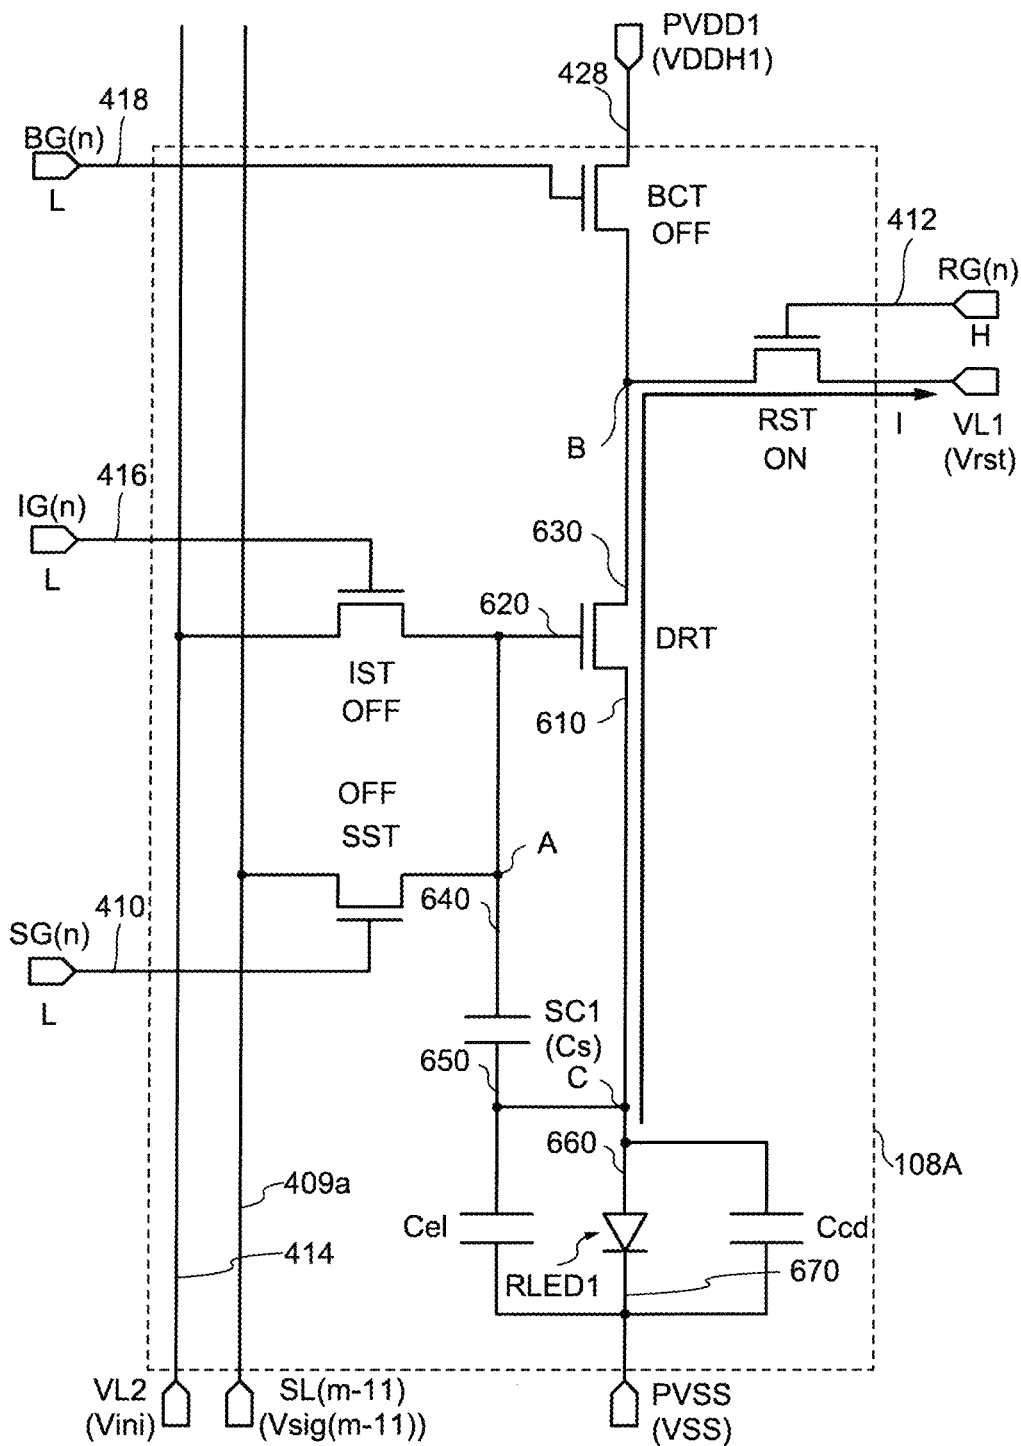 PVDD1
(VDDH1)
428
418
BG(n)
L
BCT
OFF
412
RG(n)
H
B
RST
ON
I
VL1
(Vrst)
416
IG(n)
L
630
620
DRT
IST
OFF
610
OFF
SST
A
640
410
SG(n)
L
SC1
(Cs)
650
C
660
108A
409a
Cel
Ccd
414
RLED1
670
VL2
(Vini)
SL(m-11)
(Vsig(m-11))
PVSS
(VSS)